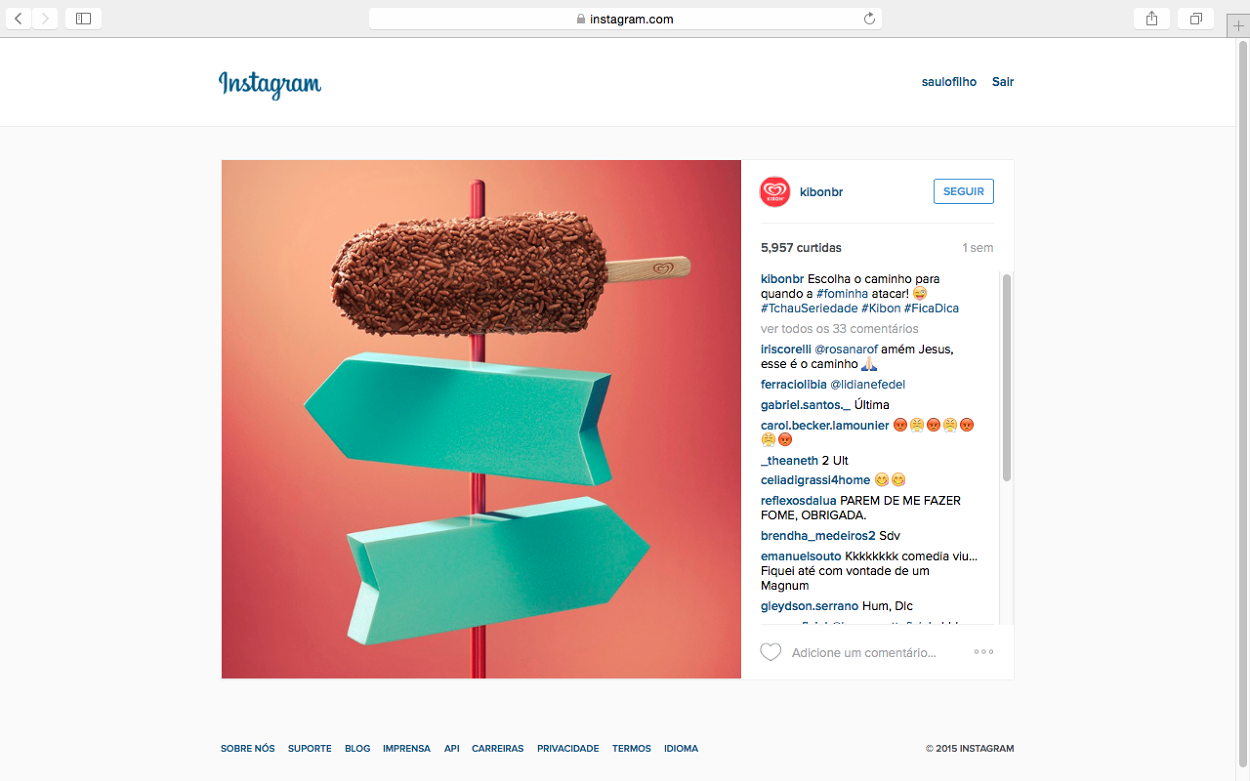 instagram.com
Instagram
saulofilho Sair
KIBON
kibonbr
SEGUIR
5,957 curtidas 1 sem
kibonbr Escolha o caminho para
quando a #fominha atacar! 😜
#TchauSeriedade #Kibon #FicaDica
ver todos os 33 comentários
iriscorelli @rosanarof amém Jesus,
esse é o caminho 🙏🏻
ferraciolibia @lidianefedel
gabriel.santos._ Última
carol.becker.lamounier 😡😤😡😤😡
😤😡
_theaneth 2 Ult
celiadigrassi4home 😋😋
reflexosdalua PAREM DE ME FAZER
FOME, OBRIGADA.
brendha_medeiros2 Sdv
emanuelsouto Kkkkkkkk comedia viu...
Fiquei até com vontade de um
Magnum
gleydson.serrano Hum, Dlc
Adicione um comentário...
SOBRE NÓS SUPORTE BLOG IMPRENSA API CARREIRAS PRIVACIDADE TERMOS IDIOMA © 2015 INSTAGRAM